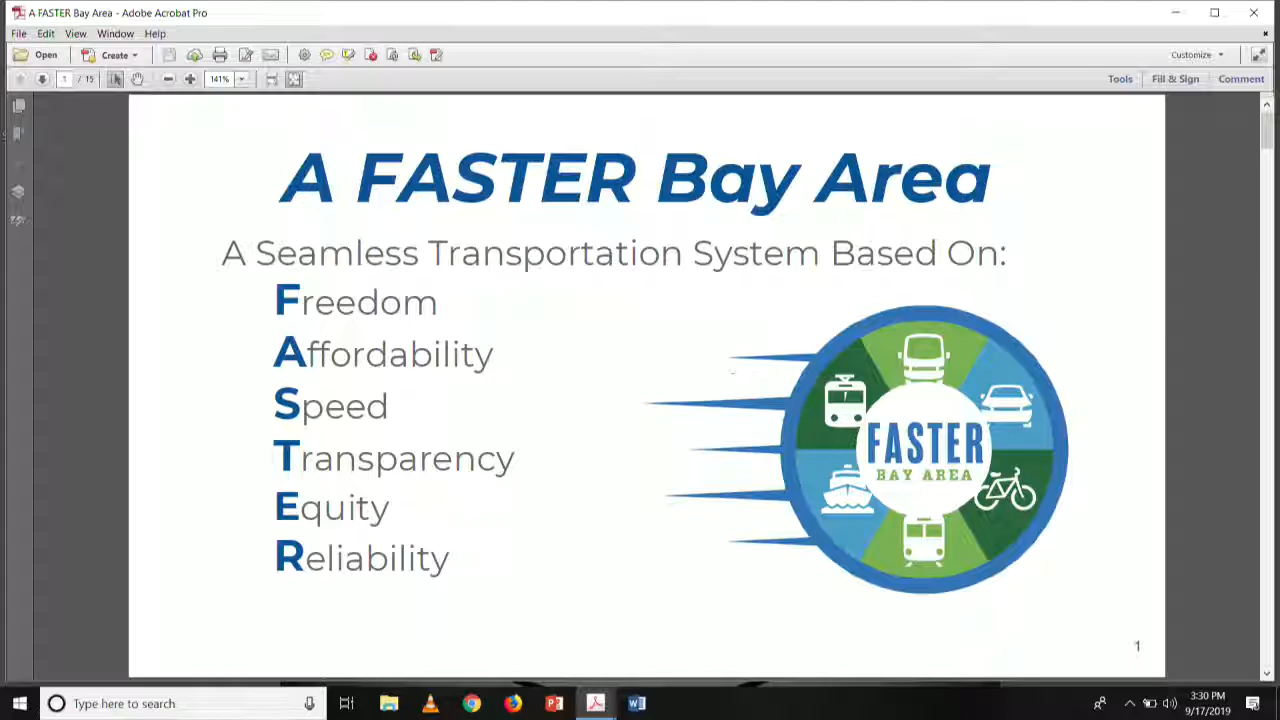 A FASTER Bay Area - Adobe Acrobat Pro
File Edit View Window Help
Open Create Customize
1 / 15 141% Tools Fill & Sign Comment
A FASTER Bay Area
A Seamless Transportation System Based On:
Freedom
Affordability
Speed
Transparency
Equity
Reliability
FASTER
BAY AREA
1
Type here to search
3:30 PM
9/17/2019